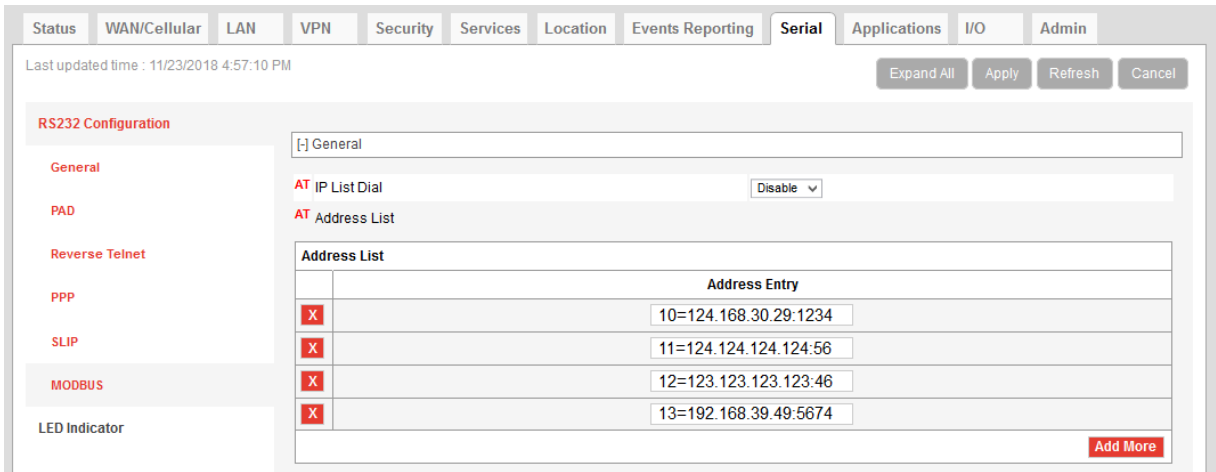 Status WAN/Cellular LAN VPN Security Services Location Events Reporting Serial Applications I/O Admin
Last updated time : 11/23/2018 4:57:10 PM
Expand All Apply Refresh Cancel
RS232 Configuration
[-] General
General
AT IP List Dial Disable
PAD
AT Address List
Reverse Telnet
Address List
Address Entry
PPP
X 10=124.168.30.29:1234
SLIP
X 11=124.124.124.124:56
MODBUS
X 12=123.123.123.123:46
X 13=192.168.39.49:5674
LED Indicator
Add More